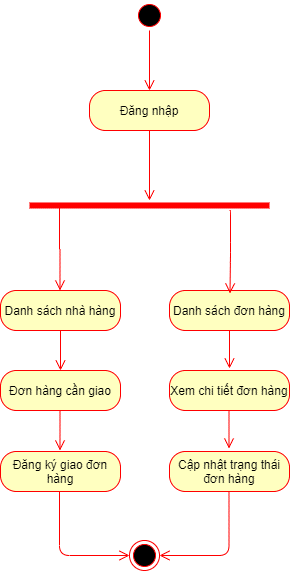 Đăng nhập
Danh sách nhà hàng
Danh sách đơn hàng
Đơn hàng cần giao
Xem chi tiết đơn hàng
Đăng ký giao đơn
hàng
Cập nhật trạng thái
đơn hàng